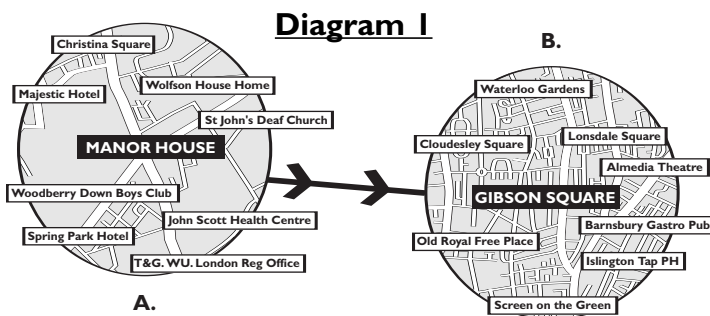 Diagram 1
Christina Square
Majestic Hotel
Wolfson House Home
St John's Deaf Church
MANOR HOUSE
Woodberry Down Boys Club
John Scott Health Centre
Spring Park Hotel
T&G. WU. London Reg Office
A.
B.
Waterloo Gardens
Cloudesley Square
Lonsdale Square
Almedia Theatre
GIBSON SQUARE
Barnsbury Gastro Pub
Old Royal Free Place
Islington Tap PH
Screen on the Green